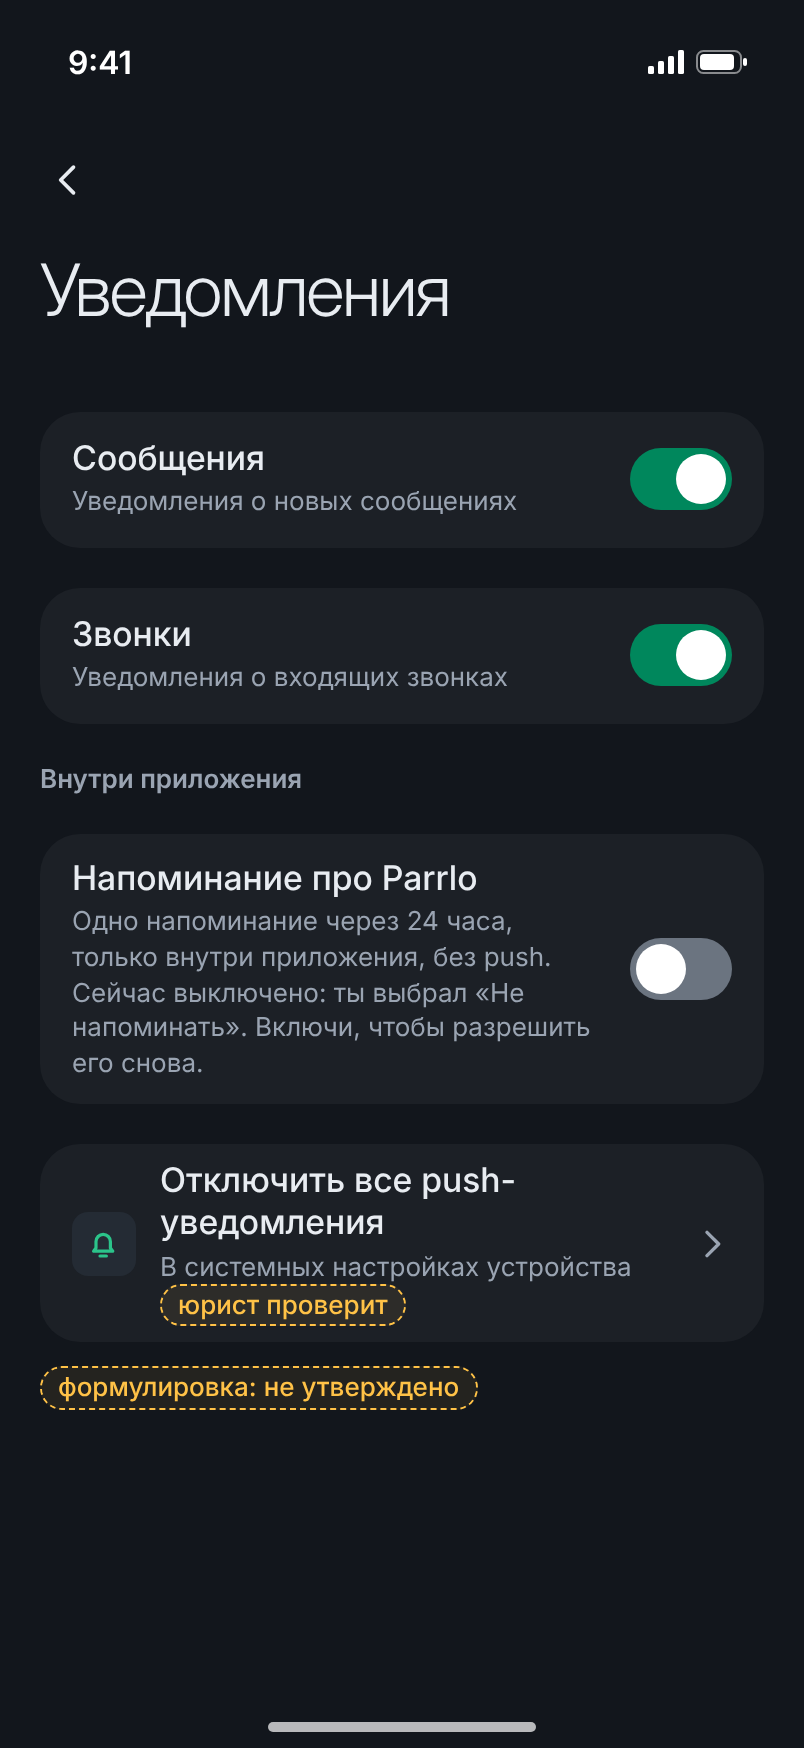 9:41
Уведомления
Сообщения
Уведомления о новых сообщениях
Звонки
Уведомления о входящих звонках
Внутри приложения
Напоминание про Parrlo
Одно напоминание через 24 часа,
только внутри приложения, без push.
Сейчас выключено: ты выбрал «Не
напоминать». Включи, чтобы разрешить
его снова.
Отключить все push-
уведомления
В системных настройках устройства
юрист проверит
формулировка: не утверждено